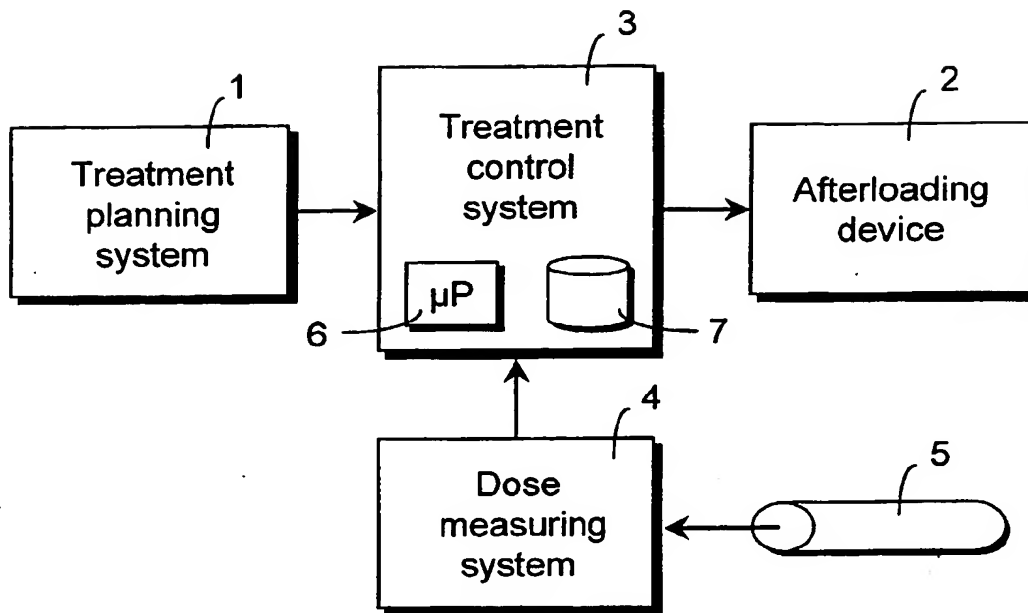 3
1
2
Treatment
control
system
Treatment
planning
system
Afterloading
device
µP
6
7
4
5
Dose
measuring
system